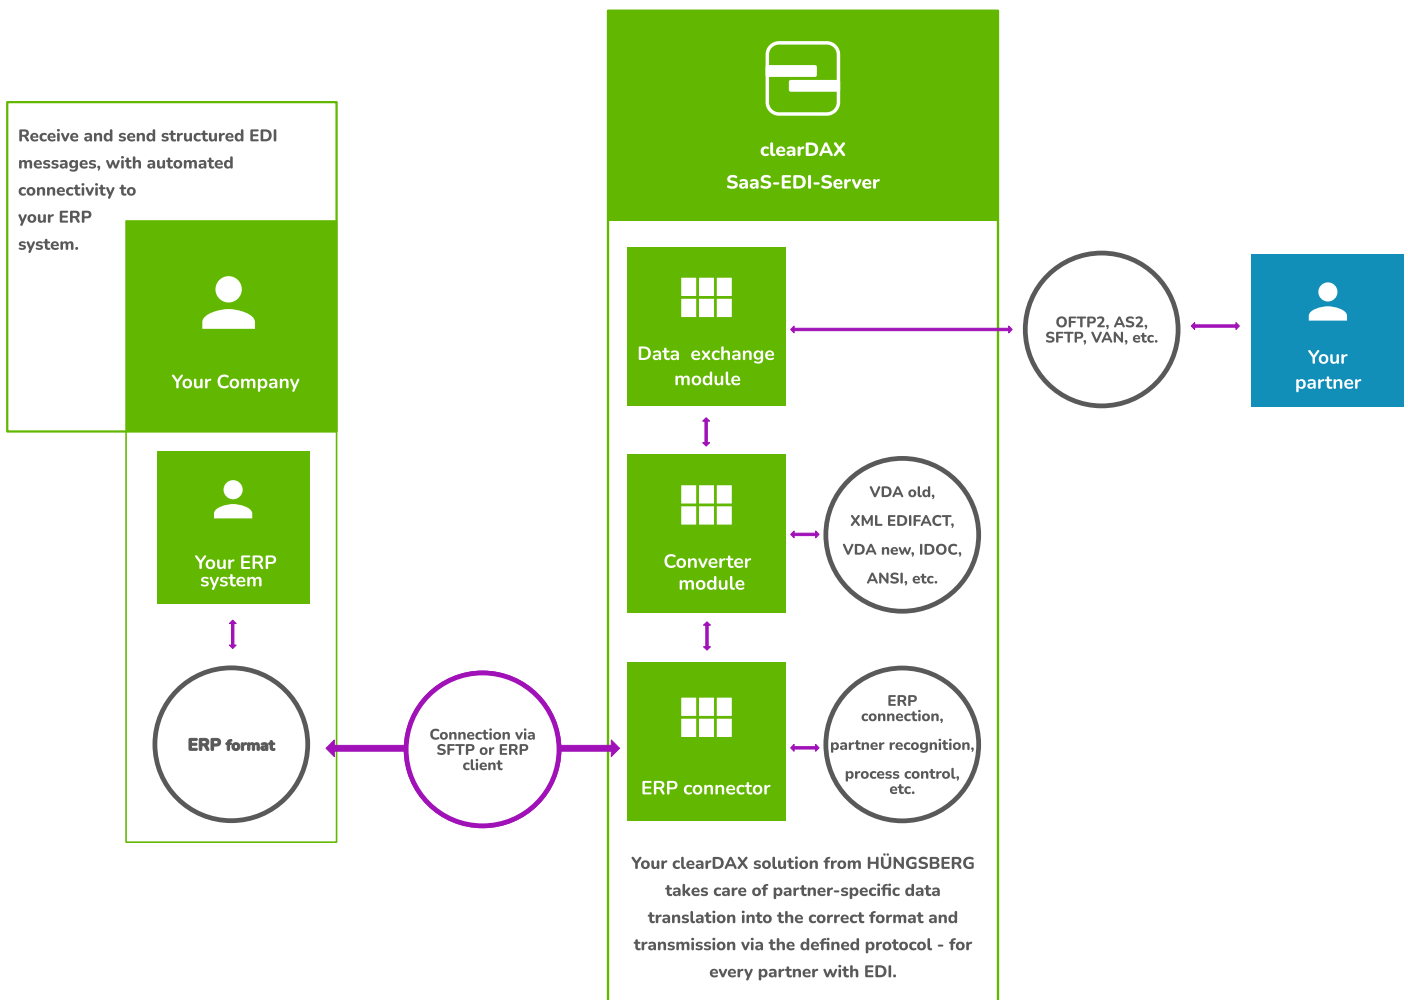 Receive and send structured EDI
messages, with automated
connectivity to
your ERP
system.
Your Company
Your ERP
system
ERP format
Connection via
SFTP or ERP
client
clearDAX
SaaS-EDI-Server
Data exchange
module
Converter
module
ERP connector
VDA old,
XML EDIFACT,
VDA new, IDOC,
ANSI, etc.
ERP
connection,
partner recognition,
process control,
etc.
Your clearDAX solution from HÜNGSBERG
takes care of partner-specific data
translation into the correct format and
transmission via the defined protocol - for
every partner with EDI.
OFTP2, AS2,
SFTP, VAN, etc.
Your
partner